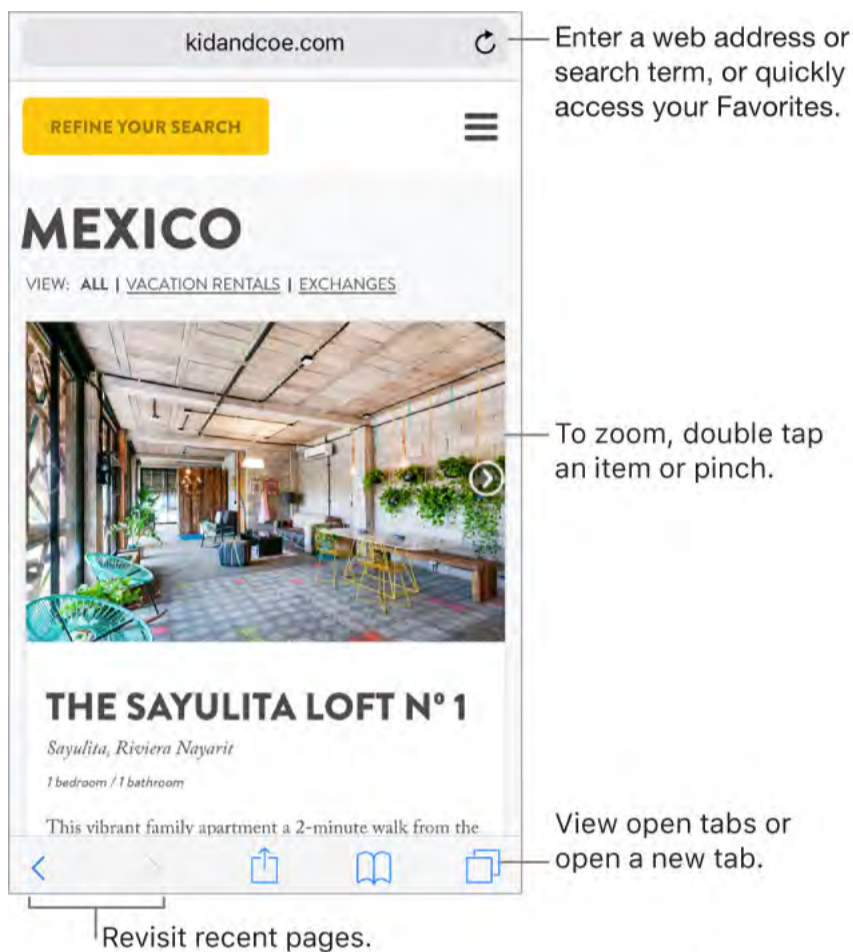 kidandcoe.com
Enter a web address or
search term, or quickly
access your Favorites.
REFINE YOUR SEARCH
MEXICO
VIEW: ALL | VACATION RENTALS | EXCHANGES
To zoom, double tap
an item or pinch.
THE SAYULITA LOFT Nº 1
Sayulita, Riviera Nayarit
1 bedroom / 1 bathroom
This vibrant family apartment a 2-minute walk from the
View open tabs or
open a new tab.
Revisit recent pages.